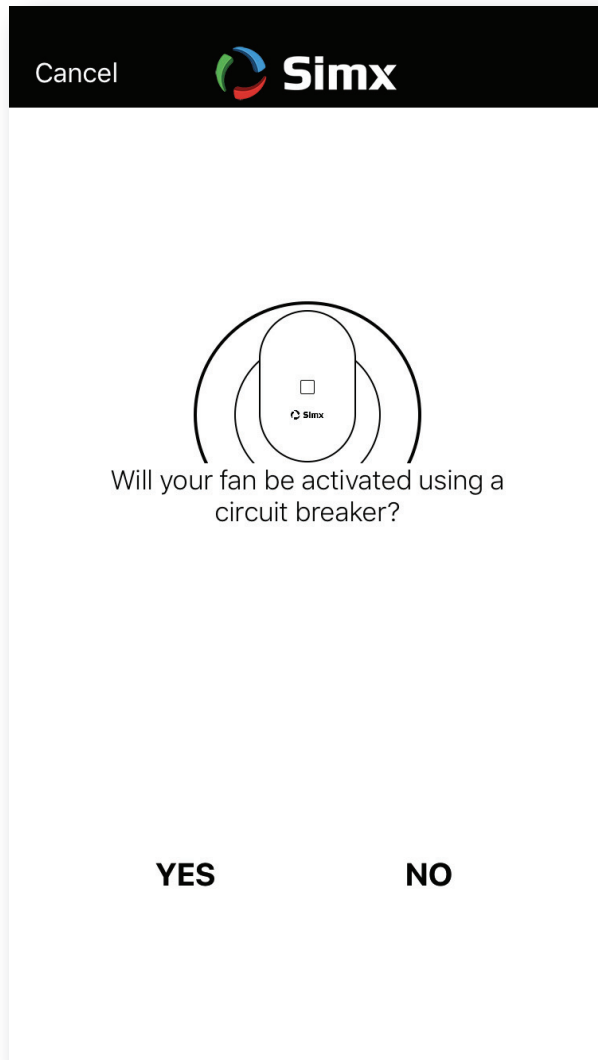 Cancel
Simx
Simx
Will your fan be activated using a
circuit breaker?
YES
NO